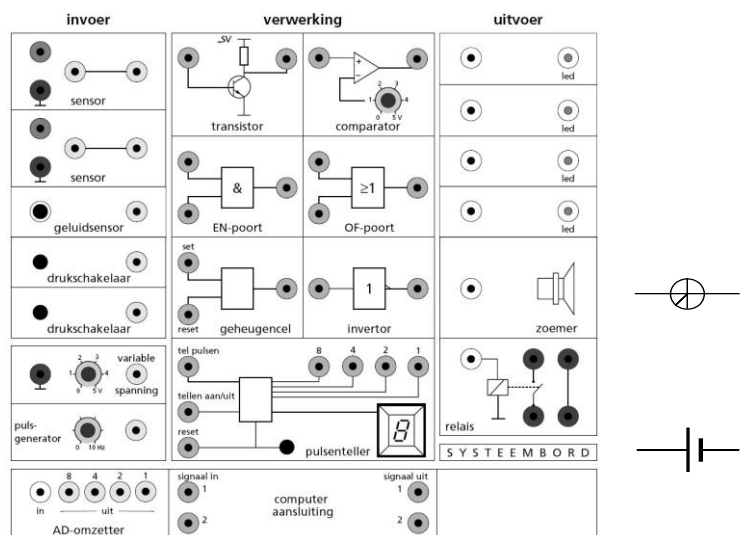 invoer
verwerking
uitvoer
sensor
sensor
geluidsensor
drukschakelaar
drukschakelaar
0 1 2 3 4 5 V
variable
spanning
puls-
generator
0 10 Hz
8 4 2 1
in uit
AD-omzetter
5V
transistor
+
−
0 1 2 3 4 5 V
comparator
&
EN-poort
≥1
OF-poort
set
reset
geheugencel
1
invertor
tel pulsen
8 4 2 1
tellen aan/uit
reset
8
pulsenteller
signaal in
1
2
computer
aansluiting
signaal uit
1
2
led
led
led
led
zoemer
relais
SYSTEEMBORD